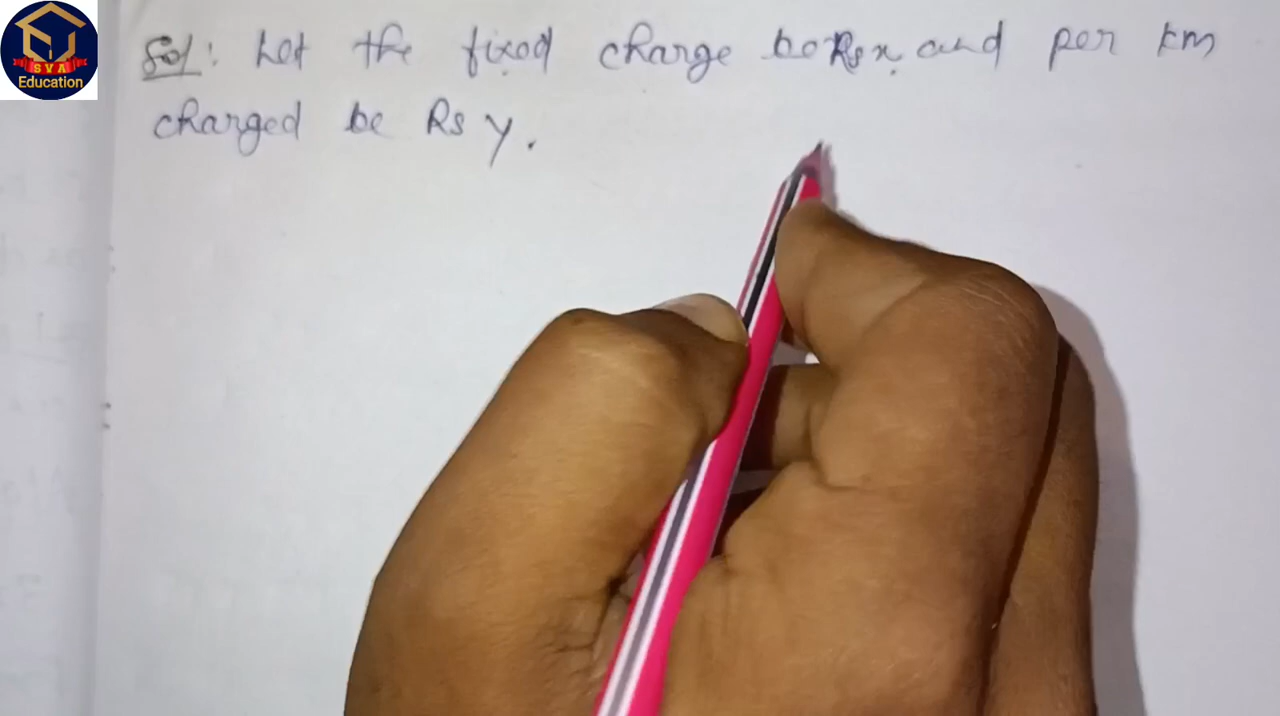 SVA
Education
Sol: Let the fixed charge be Rs x and per km
charged be Rs y.